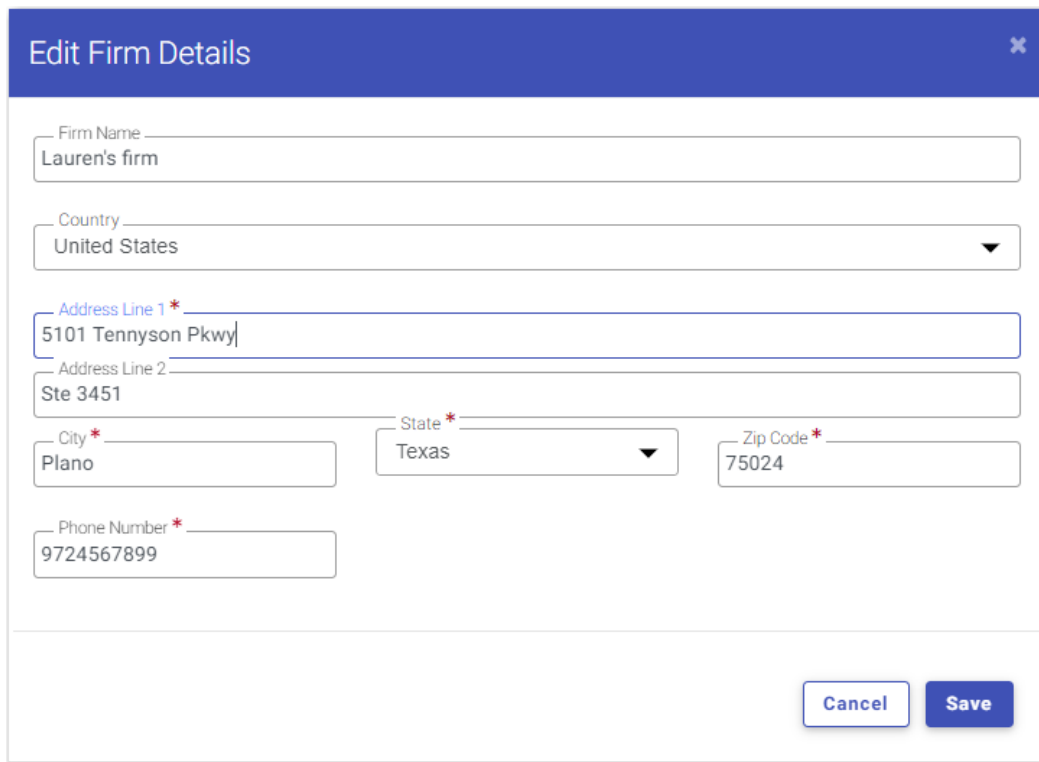 Edit Firm Details
Firm Name
Lauren's firm
Country
United States
Address Line 1 *
5101 Tennyson Pkwy
Address Line 2
Ste 3451
City * State * Zip Code *
Plano Texas 75024
Phone Number *
9724567899
Cancel Save